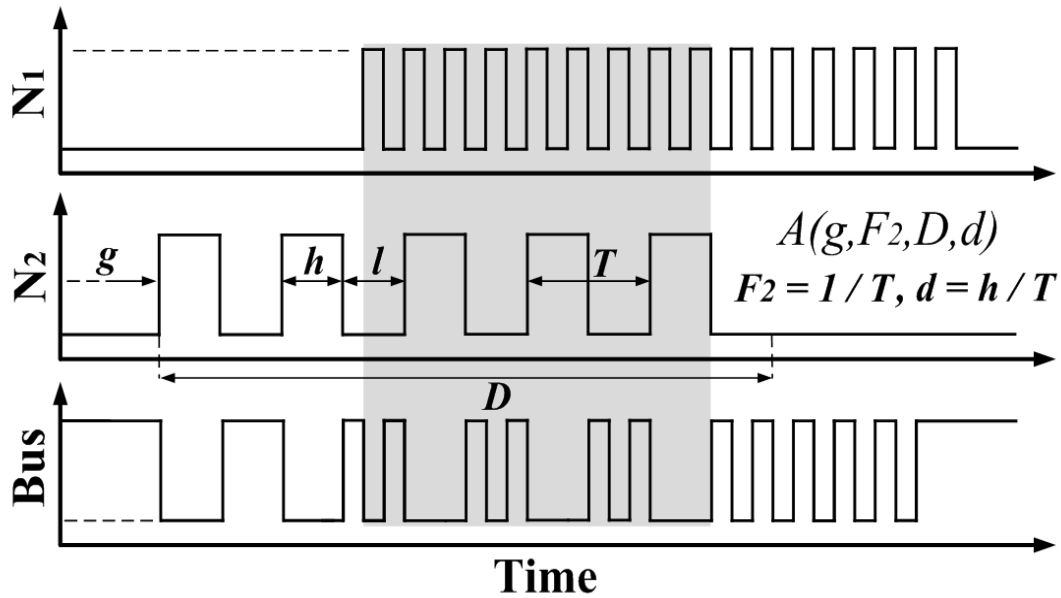 N1
N2
g
h
l
T
A(g,F2,D,d)
F2 = 1 / T, d = h / T
D
Bus
Time